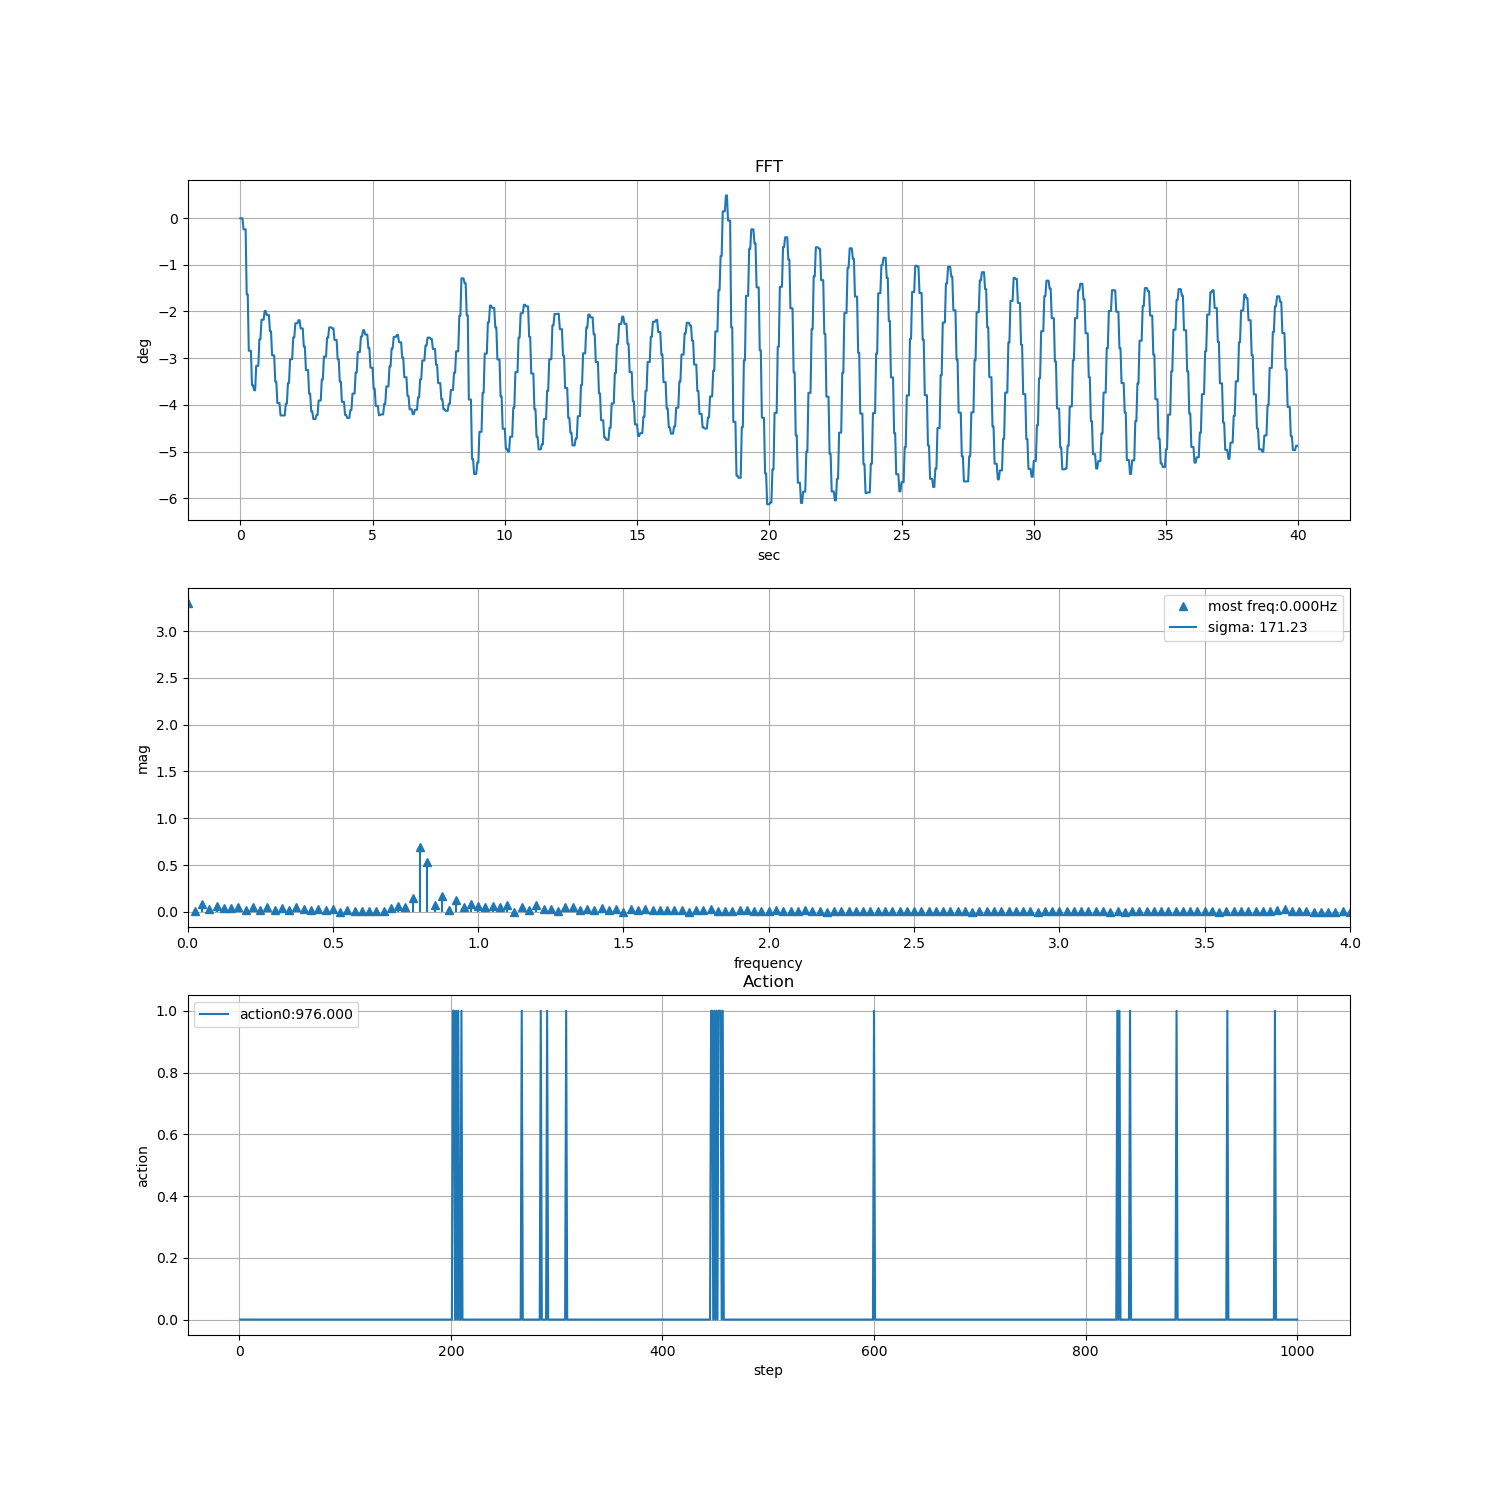 FFT
0
−1
−2
−3
−4
−5
−6
deg
0 5 10 15 20 25 30 35 40
sec
most freq:0.000Hz
sigma: 171.23
3.0
2.5
2.0
1.5
1.0
0.5
0.0
mag
0.0 0.5 1.0 1.5 2.0 2.5 3.0 3.5 4.0
frequency
Action
action0:976.000
1.0
0.8
0.6
0.4
0.2
0.0
action
0 200 400 600 800 1000
step